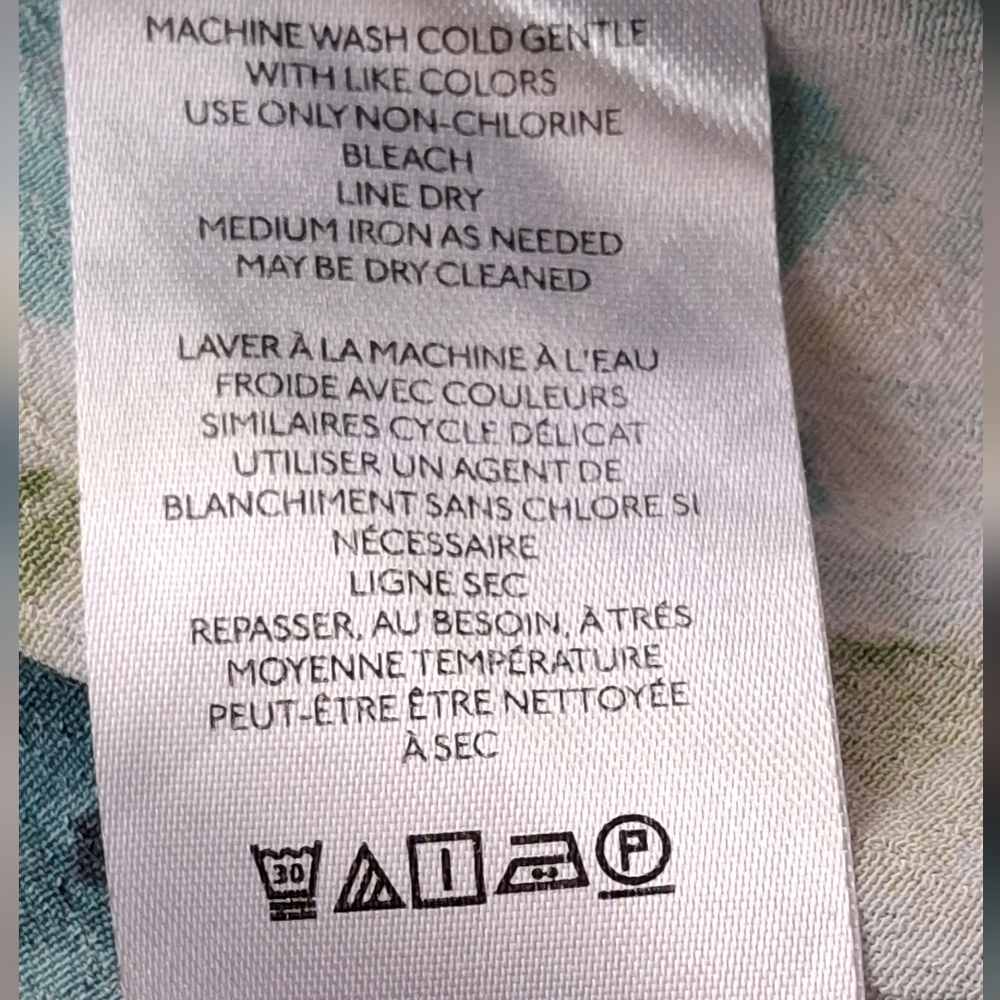 MACHINE WASH COLD GENTLE
WITH LIKE COLORS
USE ONLY NON-CHLORINE
BLEACH
LINE DRY
MEDIUM IRON AS NEEDED
MAY BE DRY CLEANED
LAVER À LA MACHINE À L'EAU
FROIDE AVEC COULEURS
SIMILAIRES CYCLE DÉLICAT
UTILISER UN AGENT DE
BLANCHIMENT SANS CHLORE SI
NÉCESSAIRE
LIGNE SEC
REPASSER, AU BESOIN, À TRÉS
MOYENNE TEMPÉRATURE
PEUT-ÊTRE ÊTRE NETTOYÉE
À SEC
30 P